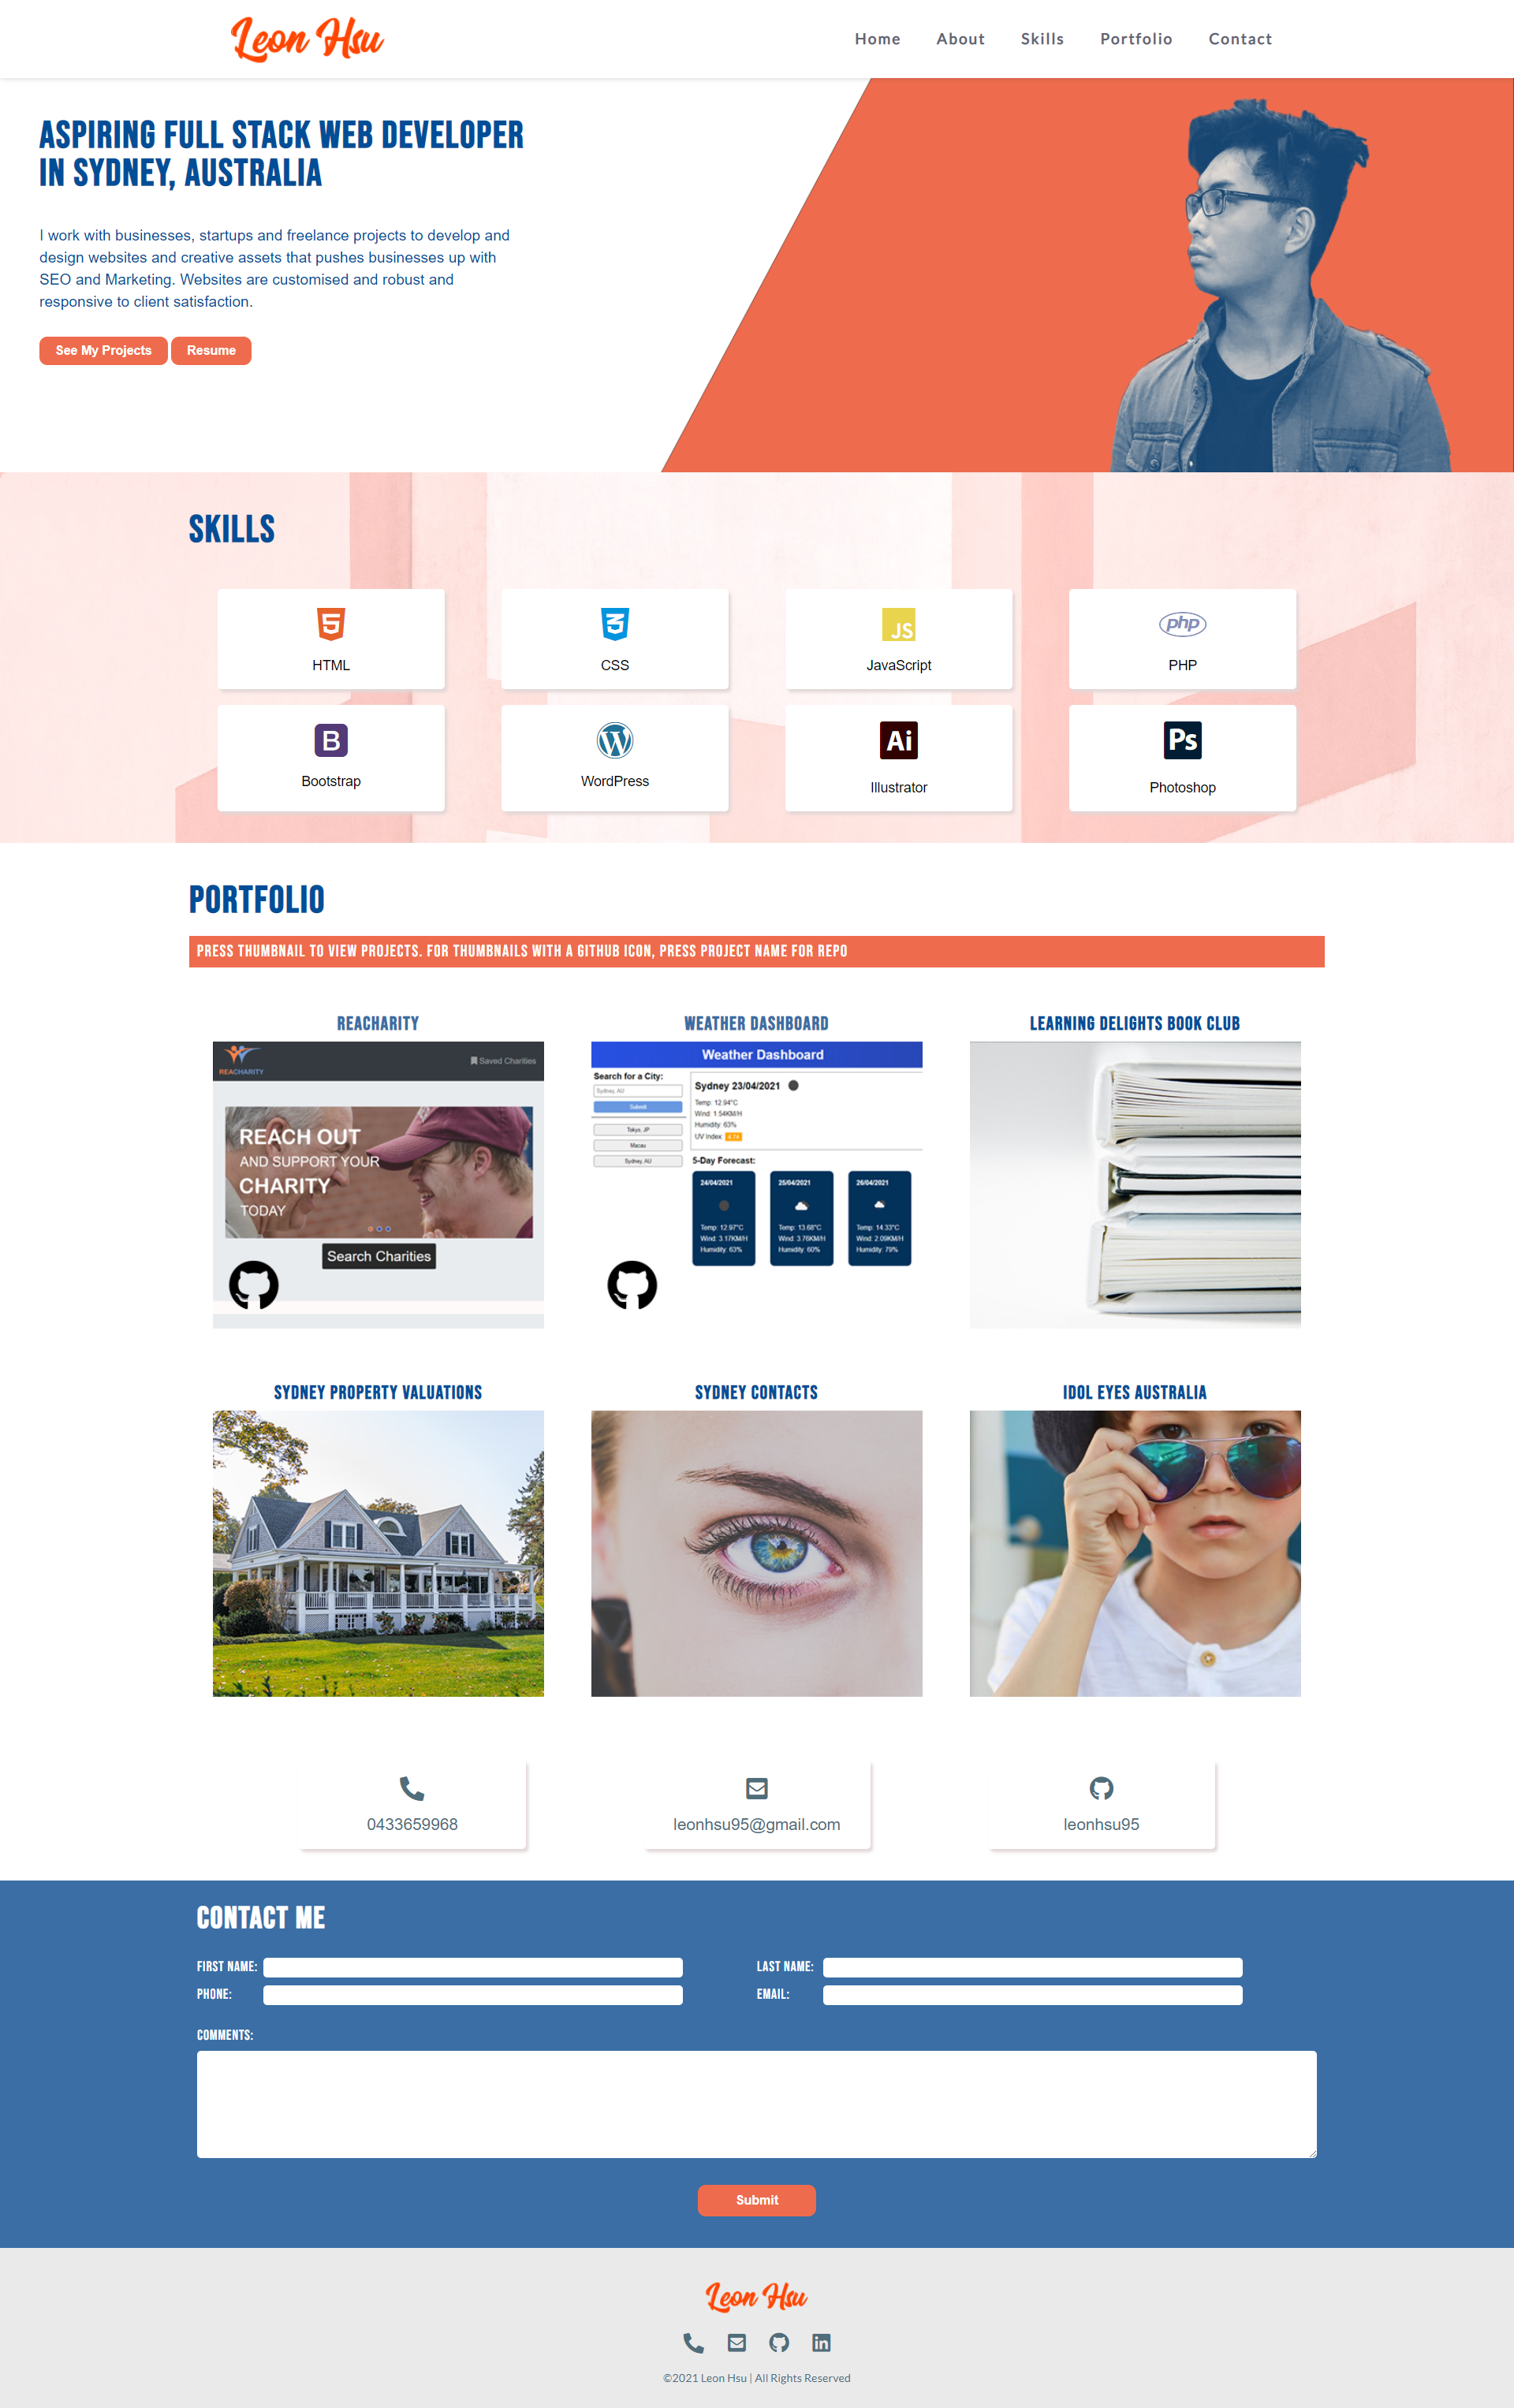 Leon Hsu
Home About Skills Portfolio Contact
ASPIRING FULL STACK WEB DEVELOPER
IN SYDNEY, AUSTRALIA
I work with businesses, startups and freelance projects to develop and
design websites and creative assets that pushes businesses up with
SEO and Marketing. Websites are customised and robust and
responsive to client satisfaction.
See My Projects Resume
SKILLS
5 3 JS php
HTML CSS JavaScript PHP
B W Ai Ps
Bootstrap WordPress Illustrator Photoshop
PORTFOLIO
PRESS THUMBNAIL TO VIEW PROJECTS. FOR THUMBNAILS WITH A GITHUB ICON, PRESS PROJECT NAME FOR REPO
REACHARITY
REACHARITY
Saved Charities
REACH OUT
AND SUPPORT YOUR
CHARITY
TODAY
Search Charities
WEATHER DASHBOARD
Weather Dashboard
Search for a City:
Sydney, AU
Submit
Tokyo, JP
Macau
Sydney, AU
Sydney 23/04/2021
Temp: 12.94°C
Wind: 1.54KM/H
Humidity: 63%
UV Index: 4.74
5-Day Forecast:
24/04/2021 25/04/2021 26/04/2021
Temp: 12.97°C Temp: 13.68°C Temp: 14.33°C
Wind: 3.17KM/H Wind: 3.76KM/H Wind: 2.09KM/H
Humidity: 63% Humidity: 60% Humidity: 79%
LEARNING DELIGHTS BOOK CLUB
SYDNEY PROPERTY VALUATIONS
SYDNEY CONTACTS
IDOL EYES AUSTRALIA
0433659968
leonhsu95@gmail.com
leonhsu95
CONTACT ME
FIRST NAME: LAST NAME:
PHONE: EMAIL:
COMMENTS:
Submit
Leon Hsu
in
©2021 Leon Hsu | All Rights Reserved